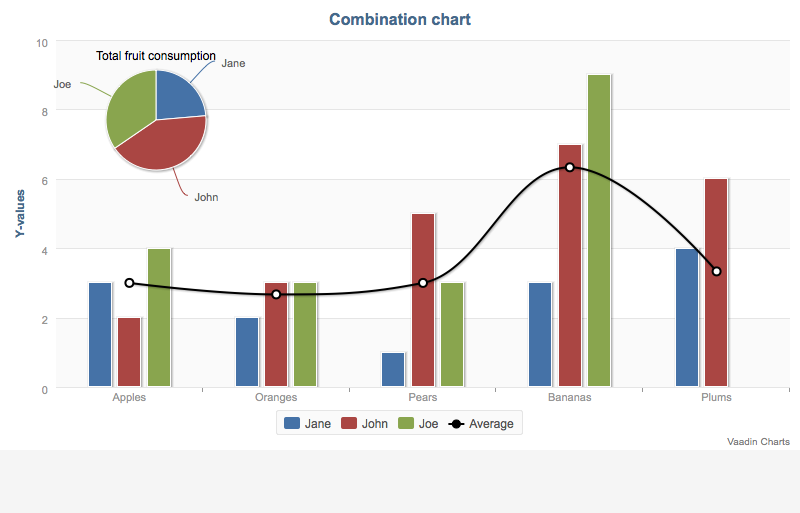 Combination chart
Total fruit consumption
Jane
Joe
John
Y-values
10
8
6
4
2
0
Apples Oranges Pears Bananas Plums
Jane John Joe Average
Vaadin Charts